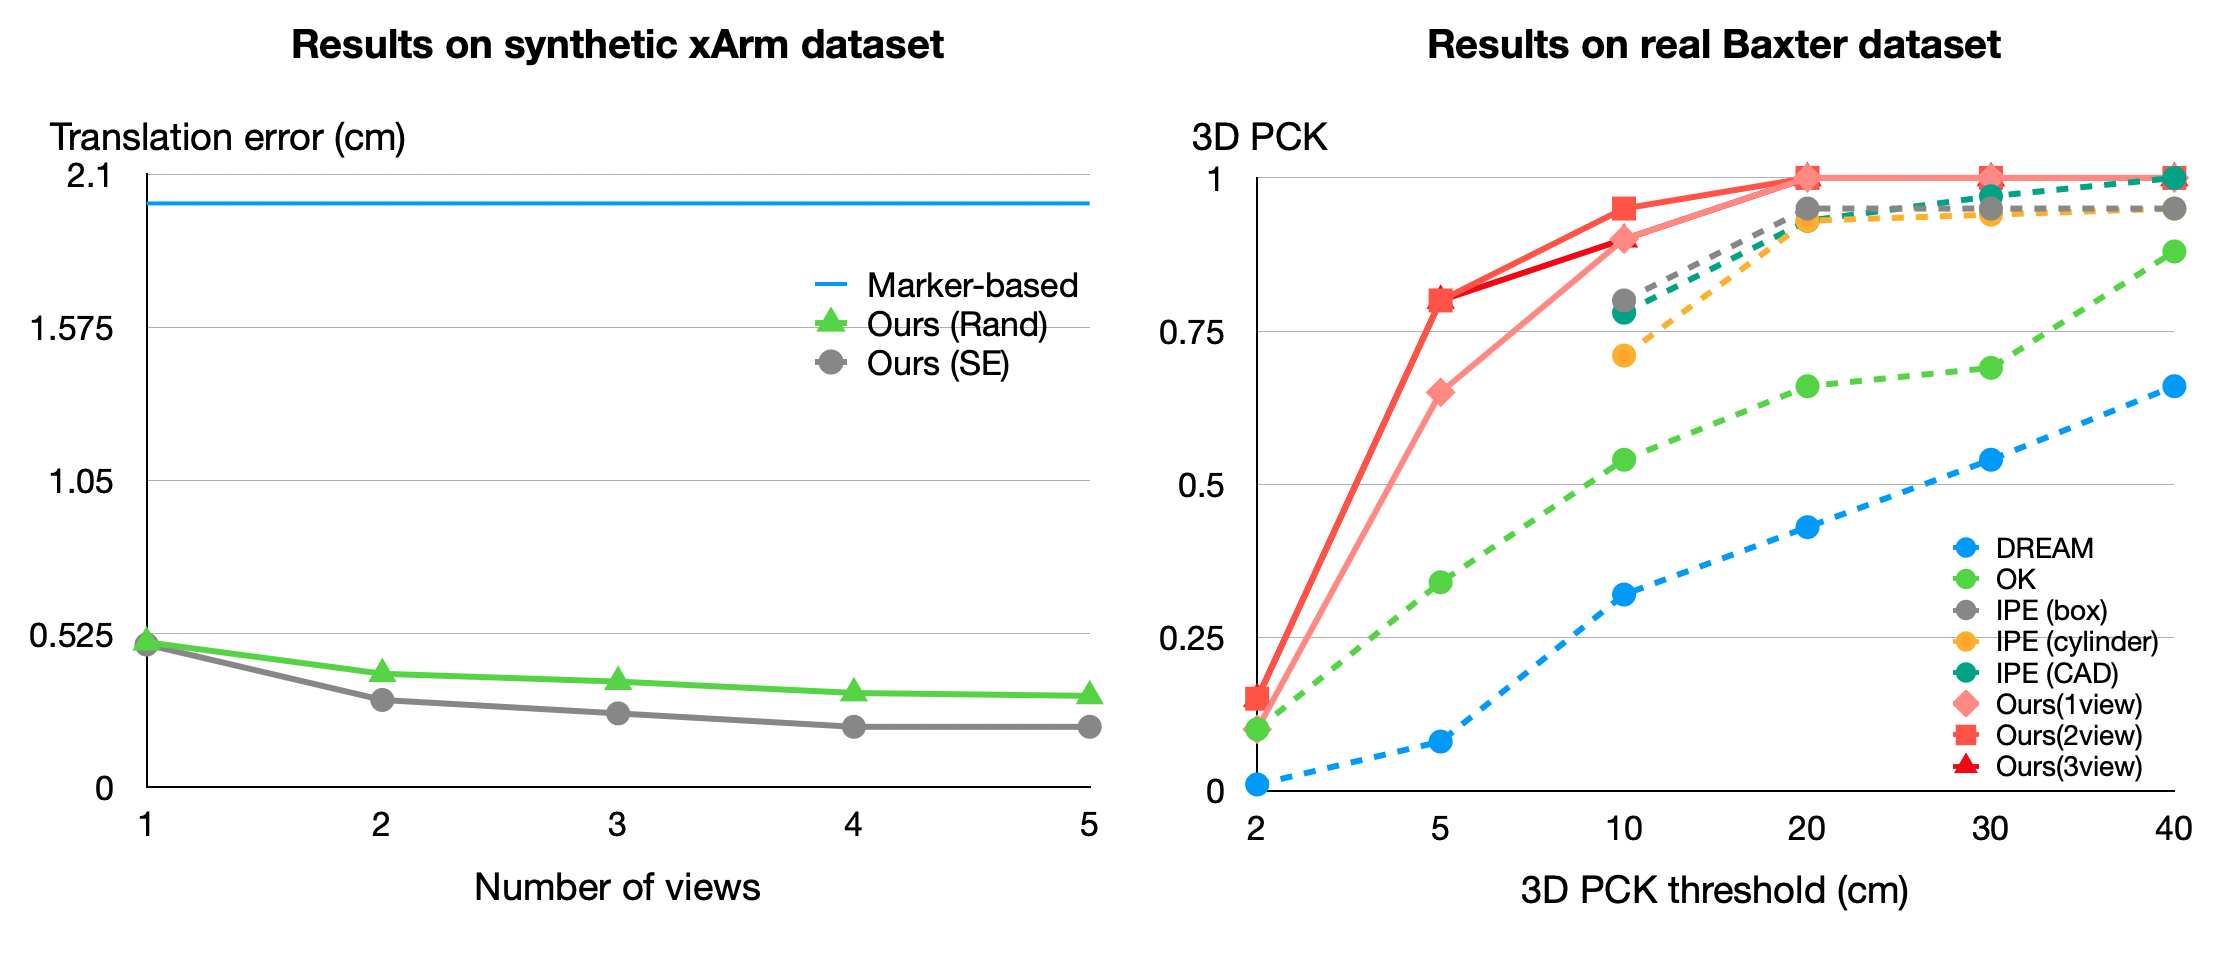 Results on synthetic xArm dataset
Translation error (cm)
2.1
1.575
1.05
0.525
0
1 2 3 4 5
Number of views
Marker-based
Ours (Rand)
Ours (SE)
Results on real Baxter dataset
3D PCK
1
0.75
0.5
0.25
0
2 5 10 20 30 40
3D PCK threshold (cm)
DREAM
OK
IPE (box)
IPE (cylinder)
IPE (CAD)
Ours(1view)
Ours(2view)
Ours(3view)